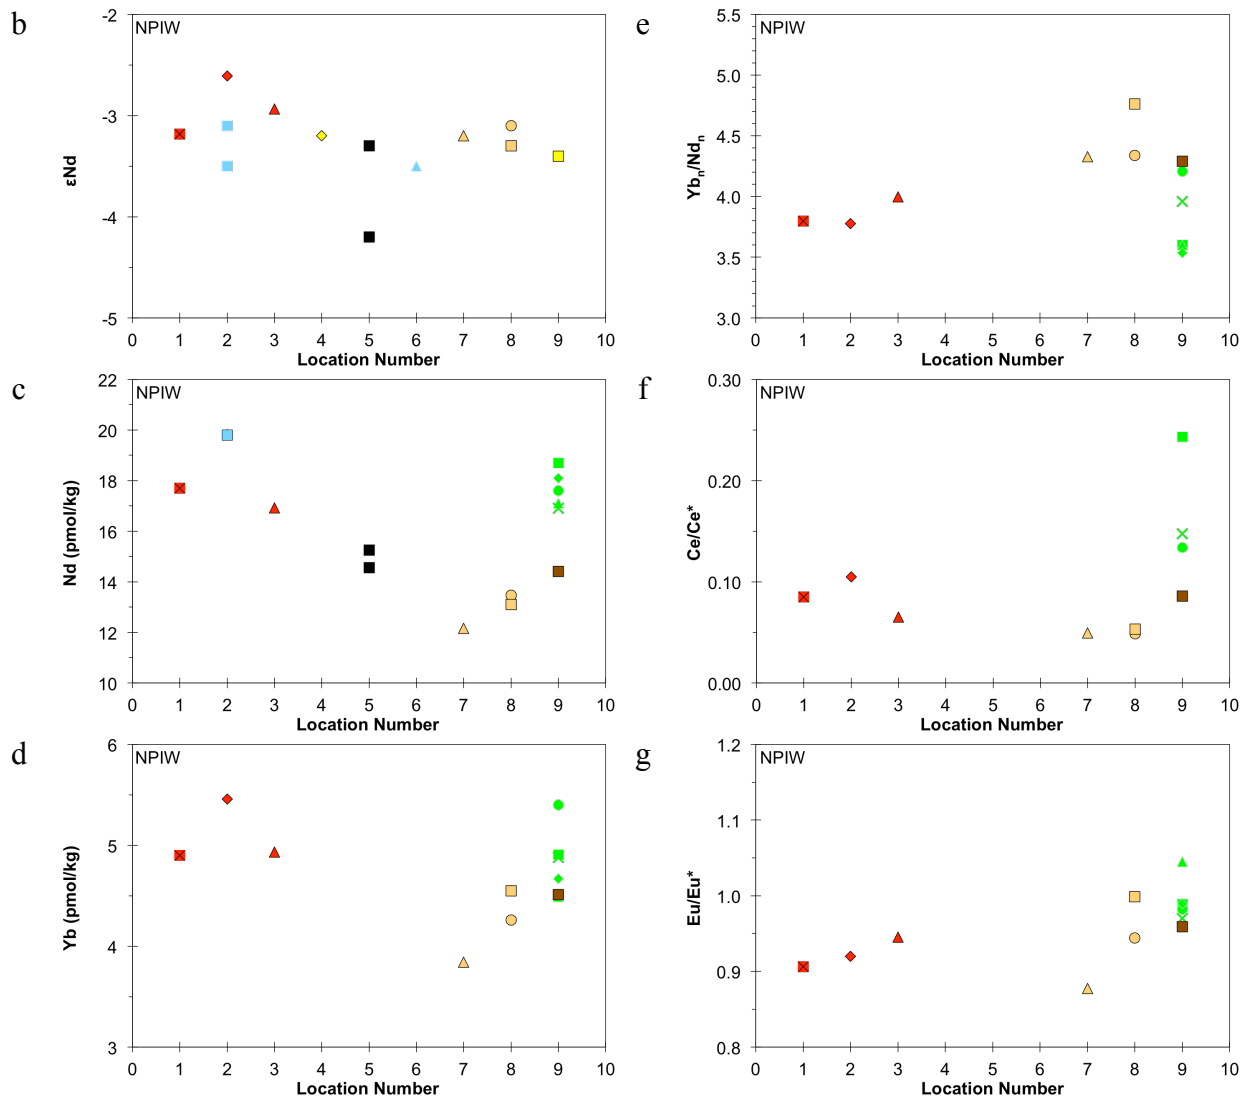 b
NPIW
-2
-3
-4
-5
εNd
0 1 2 3 4 5 6 7 8 9 10
Location Number
e
NPIW
5.5
5.0
4.5
4.0
3.5
3.0
Ybn/Ndn
0 1 2 3 4 5 6 7 8 9 10
Location Number
c
NPIW
22
20
18
16
14
12
10
Nd (pmol/kg)
0 1 2 3 4 5 6 7 8 9 10
Location Number
f
NPIW
0.30
0.20
0.10
0.00
Ce/Ce*
0 1 2 3 4 5 6 7 8 9 10
Location Number
d
NPIW
6
5
4
3
Yb (pmol/kg)
0 1 2 3 4 5 6 7 8 9 10
Location Number
g
NPIW
1.2
1.1
1.0
0.9
0.8
Eu/Eu*
0 1 2 3 4 5 6 7 8 9 10
Location Number